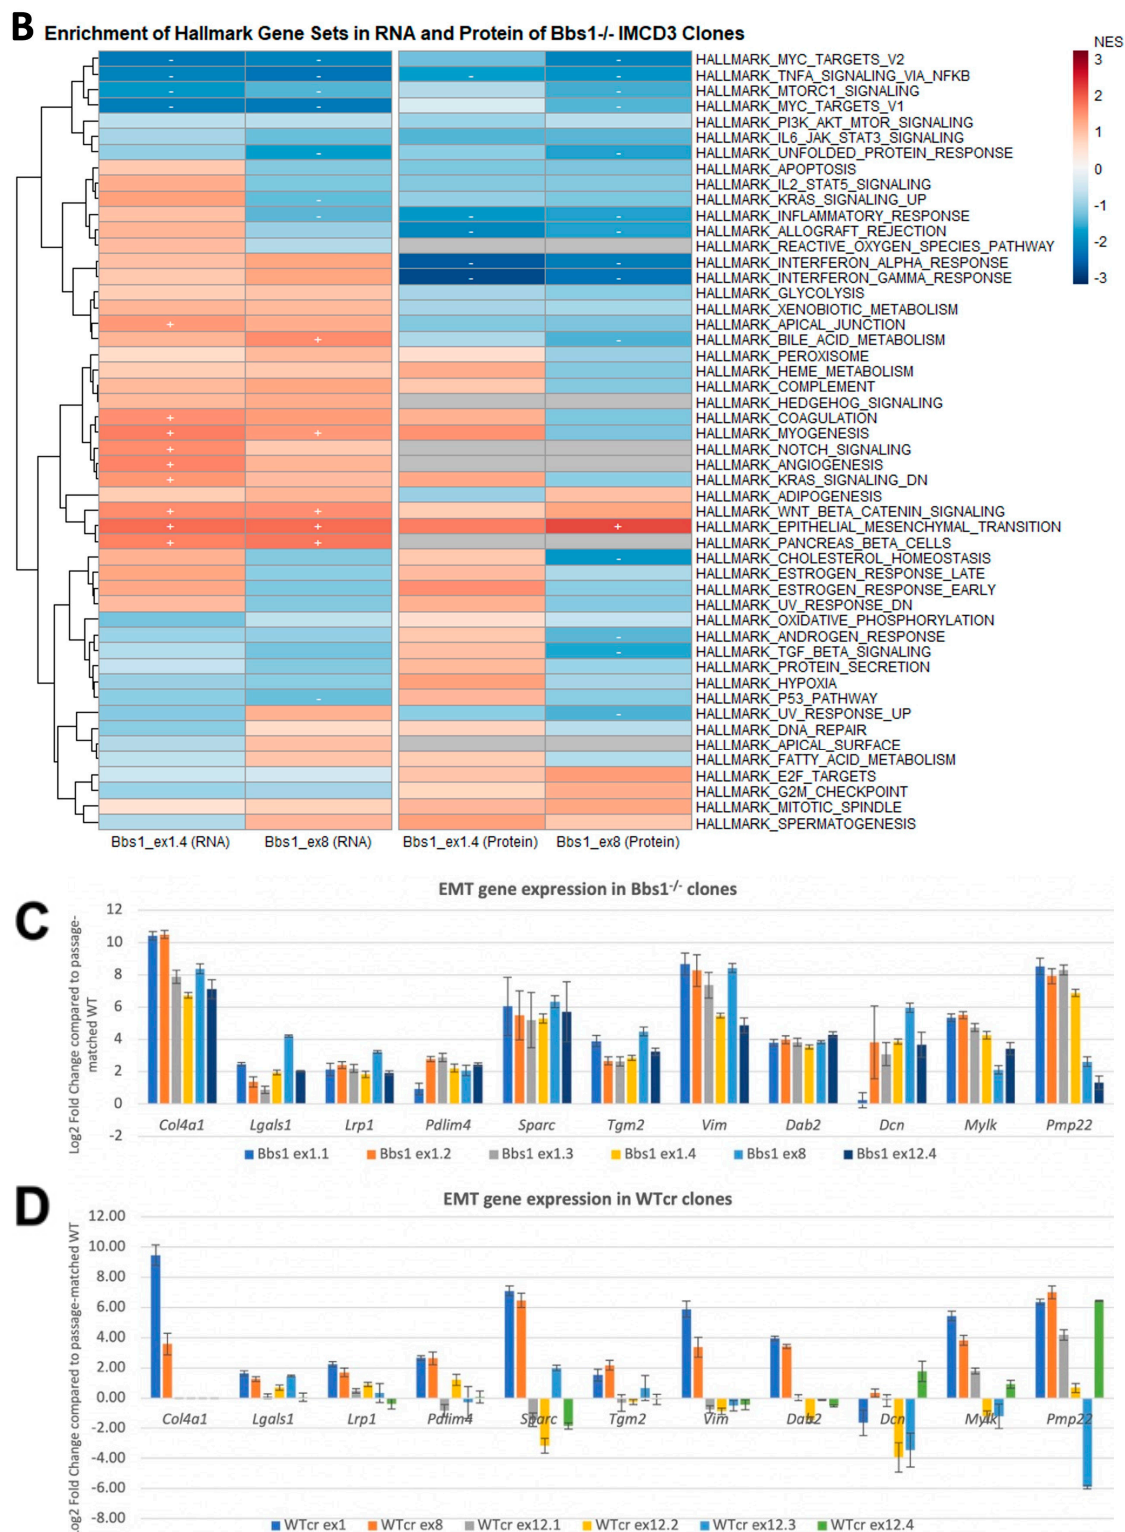 B Enrichment of Hallmark Gene Sets in RNA and Protein of Bbs1-/- IMCD3 Clones
NES
3
2
1
0
-1
-2
-3
- - - HALLMARK_MYC_TARGETS_V2
- - - - HALLMARK_TNFA_SIGNALING_VIA_NFKB
- - - HALLMARK_MTORC1_SIGNALING
- - - HALLMARK_MYC_TARGETS_V1
HALLMARK_PI3K_AKT_MTOR_SIGNALING
HALLMARK_IL6_JAK_STAT3_SIGNALING
- - HALLMARK_UNFOLDED_PROTEIN_RESPONSE
HALLMARK_APOPTOSIS
HALLMARK_IL2_STAT5_SIGNALING
- HALLMARK_KRAS_SIGNALING_UP
- - - HALLMARK_INFLAMMATORY_RESPONSE
- - HALLMARK_ALLOGRAFT_REJECTION
HALLMARK_REACTIVE_OXYGEN_SPECIES_PATHWAY
- - HALLMARK_INTERFERON_ALPHA_RESPONSE
- - HALLMARK_INTERFERON_GAMMA_RESPONSE
HALLMARK_GLYCOLYSIS
HALLMARK_XENOBIOTIC_METABOLISM
+ HALLMARK_APICAL_JUNCTION
+ - HALLMARK_BILE_ACID_METABOLISM
HALLMARK_PEROXISOME
HALLMARK_HEME_METABOLISM
HALLMARK_COMPLEMENT
HALLMARK_HEDGEHOG_SIGNALING
+ HALLMARK_COAGULATION
+ + HALLMARK_MYOGENESIS
+ HALLMARK_NOTCH_SIGNALING
+ HALLMARK_ANGIOGENESIS
+ HALLMARK_KRAS_SIGNALING_DN
HALLMARK_ADIPOGENESIS
+ + HALLMARK_WNT_BETA_CATENIN_SIGNALING
+ + + HALLMARK_EPITHELIAL_MESENCHYMAL_TRANSITION
+ + HALLMARK_PANCREAS_BETA_CELLS
- HALLMARK_CHOLESTEROL_HOMEOSTASIS
HALLMARK_ESTROGEN_RESPONSE_LATE
HALLMARK_ESTROGEN_RESPONSE_EARLY
HALLMARK_UV_RESPONSE_DN
HALLMARK_OXIDATIVE_PHOSPHORYLATION
- HALLMARK_ANDROGEN_RESPONSE
- HALLMARK_TGF_BETA_SIGNALING
HALLMARK_PROTEIN_SECRETION
HALLMARK_HYPOXIA
- HALLMARK_P53_PATHWAY
- HALLMARK_UV_RESPONSE_UP
HALLMARK_DNA_REPAIR
HALLMARK_APICAL_SURFACE
HALLMARK_FATTY_ACID_METABOLISM
HALLMARK_E2F_TARGETS
HALLMARK_G2M_CHECKPOINT
HALLMARK_MITOTIC_SPINDLE
HALLMARK_SPERMATOGENESIS
Bbs1_ex1.4 (RNA) Bbs1_ex8 (RNA) Bbs1_ex1.4 (Protein) Bbs1_ex8 (Protein)
C
EMT gene expression in Bbs1-/- clones
Log2 Fold Change compared to passage-
matched WT
12
10
8
6
4
2
0
-2
Col4a1 Lgals1 Lrp1 Pdlim4 Sparc Tgm2 Vim Dab2 Dcn Mylk Pmp22
Bbs1 ex1.1 Bbs1 ex1.2 Bbs1 ex1.3 Bbs1 ex1.4 Bbs1 ex8 Bbs1 ex12.4
D
EMT gene expression in WTcr clones
Log2 Fold Change compared to passage-matched WT
12.00
10.00
8.00
6.00
4.00
2.00
0.00
-2.00
-4.00
-6.00
-8.00
Col4a1 Lgals1 Lrp1 Pdlim4 Sparc Tgm2 Vim Dab2 Dcn Mylk Pmp22
WTcr ex1 WTcr ex8 WTcr ex12.1 WTcr ex12.2 WTcr ex12.3 WTcr ex12.4